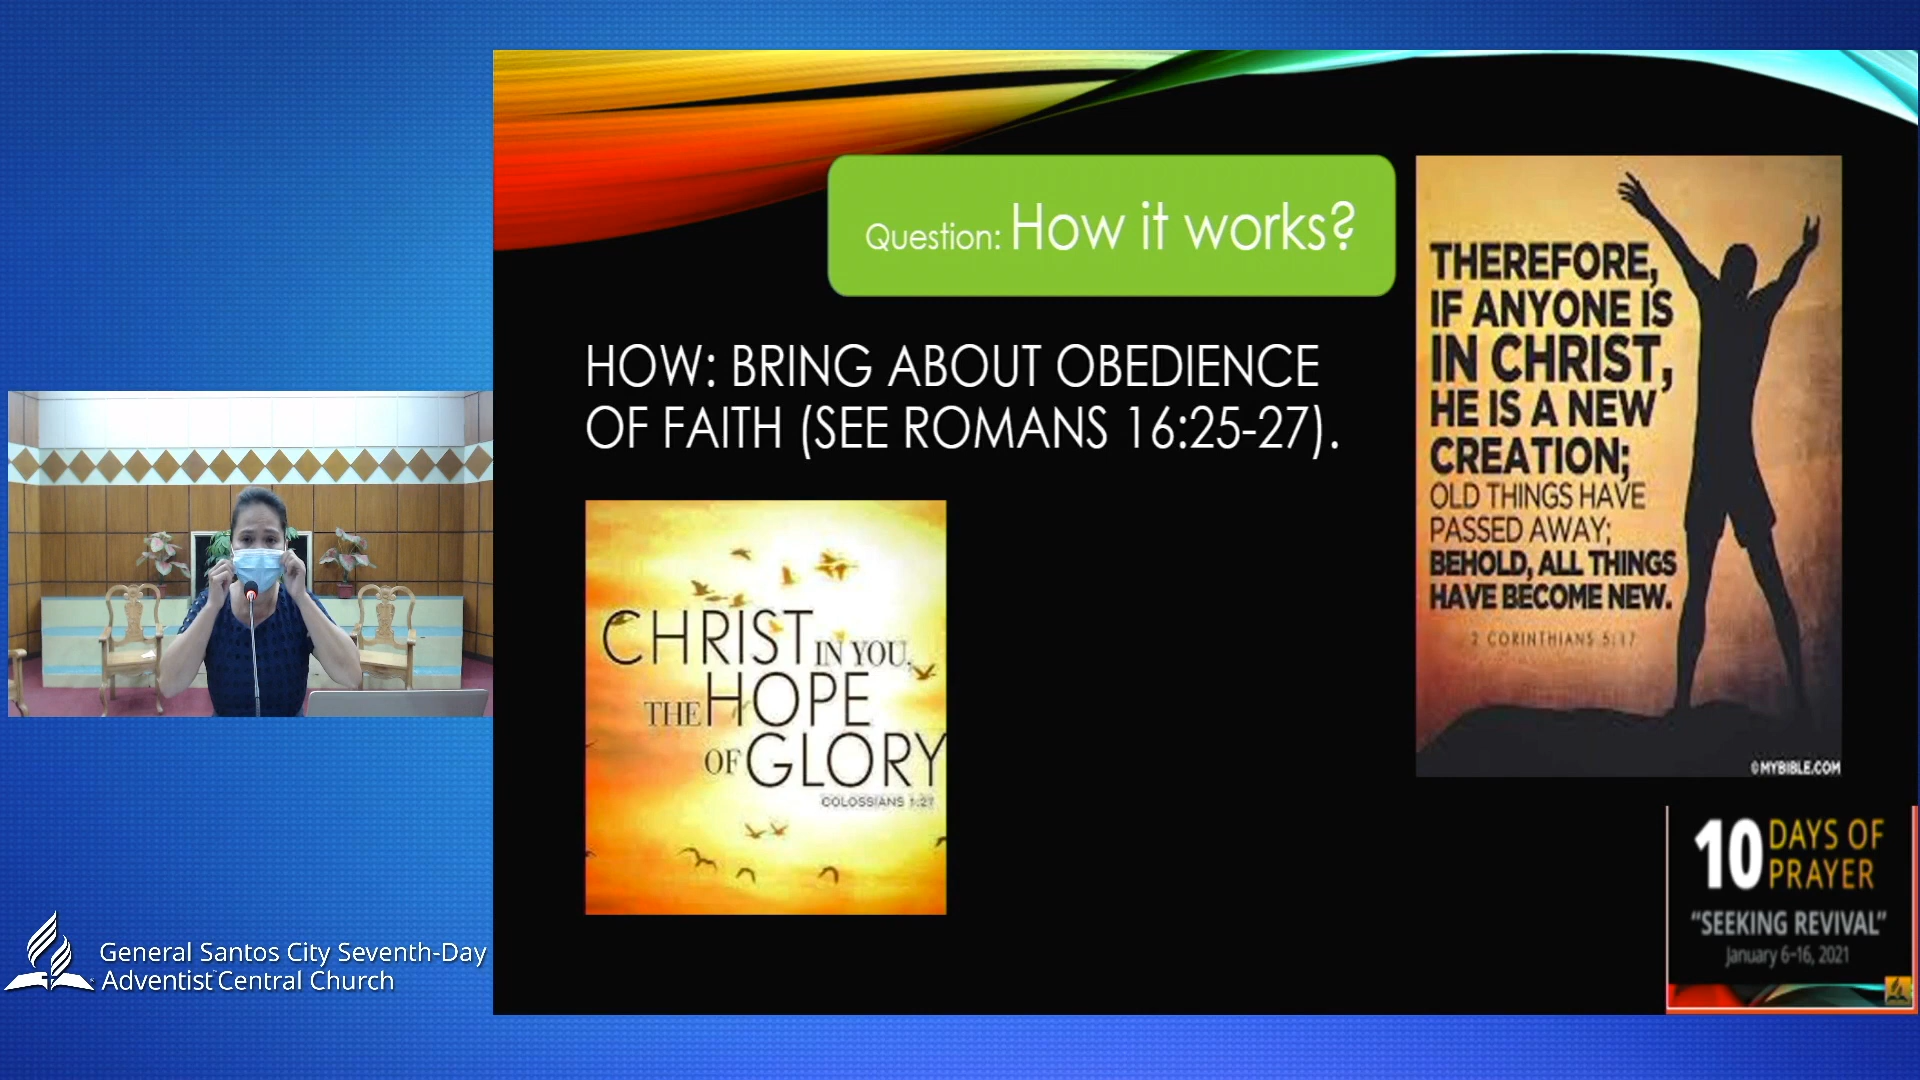 Question: How it works?
HOW: BRING ABOUT OBEDIENCE
OF FAITH (SEE ROMANS 16:25-27).
CHRIST IN YOU,
THE HOPE
OF GLORY
COLOSSIANS 1:27
THEREFORE,
IF ANYONE IS
IN CHRIST,
HE IS A NEW
CREATION;
OLD THINGS HAVE
PASSED AWAY;
BEHOLD, ALL THINGS
HAVE BECOME NEW.
2 CORINTHIANS 5:17
©MYBIBLE.COM
10 DAYS OF
PRAYER
“SEEKING REVIVAL”
January 6-16, 2021
General Santos City Seventh-Day
Adventist Central Church